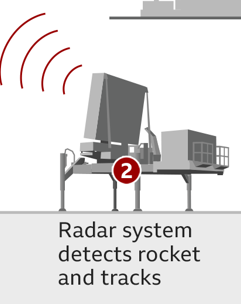 2
Radar system
detects rocket
and tracks